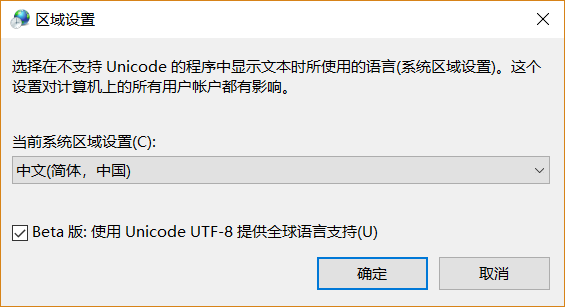 区域设置
选择在不支持 Unicode 的程序中显示文本时所使用的语言(系统区域设置)。这个
设置对计算机上的所有用户帐户都有影响。
当前系统区域设置(C):
中文(简体，中国)
Beta 版: 使用 Unicode UTF-8 提供全球语言支持(U)
确定
取消